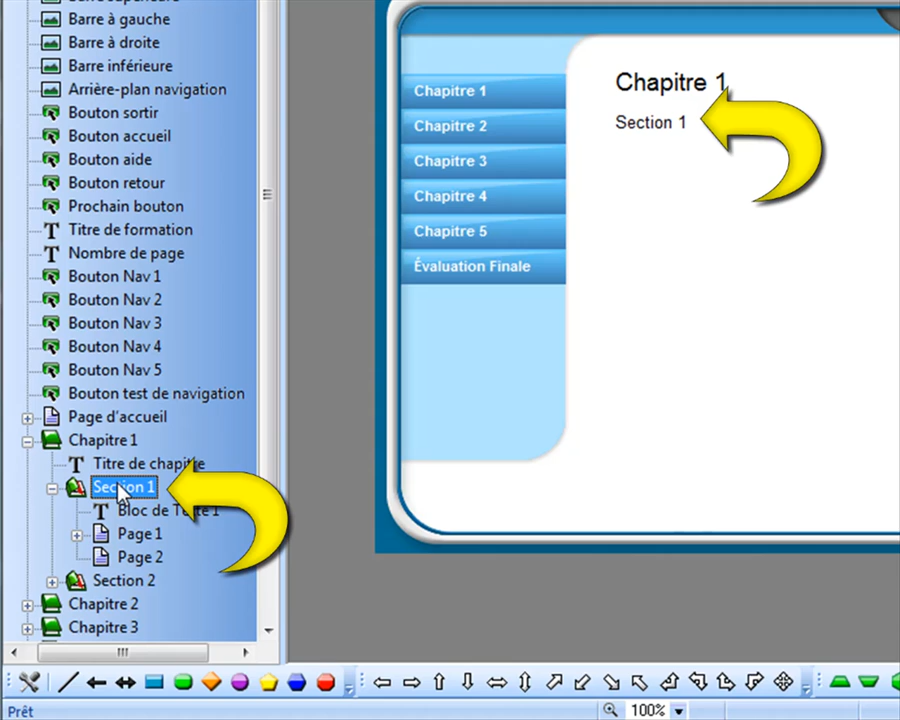 Barre à gauche
Barre à droite
Barre inférieure
Arrière-plan navigation
Bouton sortir
Bouton accueil
Bouton aide
Bouton retour
Prochain bouton
Titre de formation
Nombre de page
Bouton Nav 1
Bouton Nav 2
Bouton Nav 3
Bouton Nav 4
Bouton Nav 5
Bouton test de navigation
Page d'accueil
Chapitre 1
Titre de chapitre
Section 1
Bloc de Texte 1
Page 1
Page 2
Section 2
Chapitre 2
Chapitre 3
Chapitre 1
Chapitre 2
Chapitre 3
Chapitre 4
Chapitre 5
Évaluation Finale
Chapitre 1
Section 1
Prêt
100%